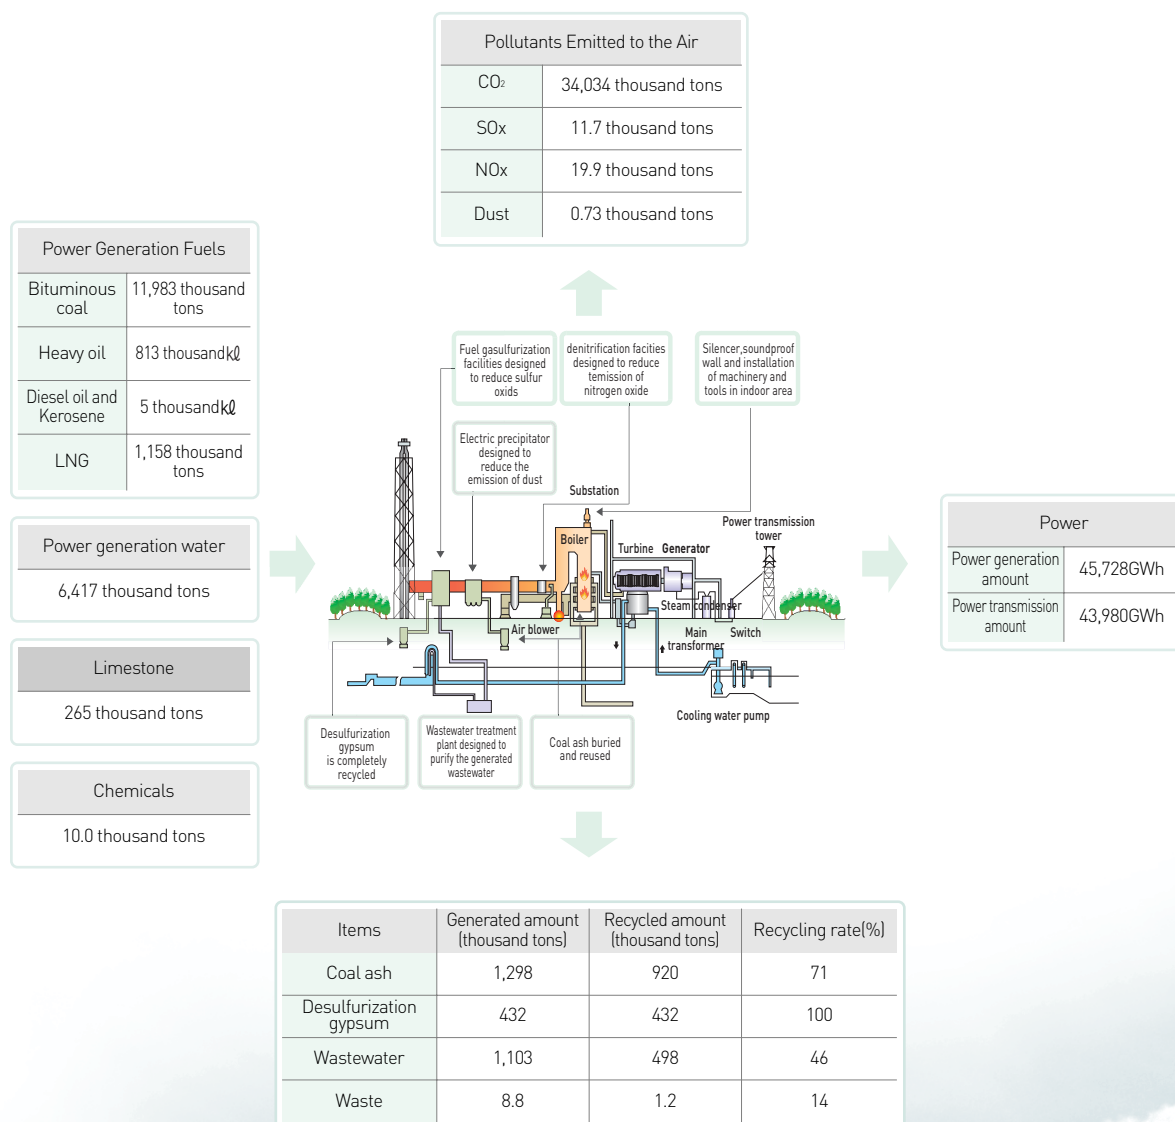 Pollutants Emitted to the Air
CO₂ 34,034 thousand tons
SOx 11.7 thousand tons
NOx 19.9 thousand tons
Dust 0.73 thousand tons
Power Generation Fuels
Bituminous
coal
11,983 thousand
tons
Heavy oil 813 thousand㎘
Diesel oil and
Kerosene
5 thousand㎘
LNG
1,158 thousand
tons
Power generation water
6,417 thousand tons
Limestone
265 thousand tons
Chemicals
10.0 thousand tons
Fuel gasulfurization
facilities designed
to reduce sulfur
oxids
denitrification facities
designed to reduce
temission of
nitrogen oxide
Silencer,soundproof
wall and installation
of machinery and
tools in indoor area
Electric precipitator
designed to
reduce the
emission of dust
Substation
Boiler
Turbine
Generator
Power transmission
tower
Steam condenser
Air blower
Main
transformer
Switch
Cooling water pump
Desulfurization
gypsum
is completely
recycled
Wastewater treatment
plant designed to
purify the generated
wastewater
Coal ash buried
and reused
Power
Power generation
amount
45,728GWh
Power transmission
amount
43,980GWh
Items
Generated amount
(thousand tons)
Recycled amount
(thousand tons)
Recycling rate(%)
Coal ash 1,298 920 71
Desulfurization
gypsum
432 432 100
Wastewater 1,103 498 46
Waste 8.8 1.2 14